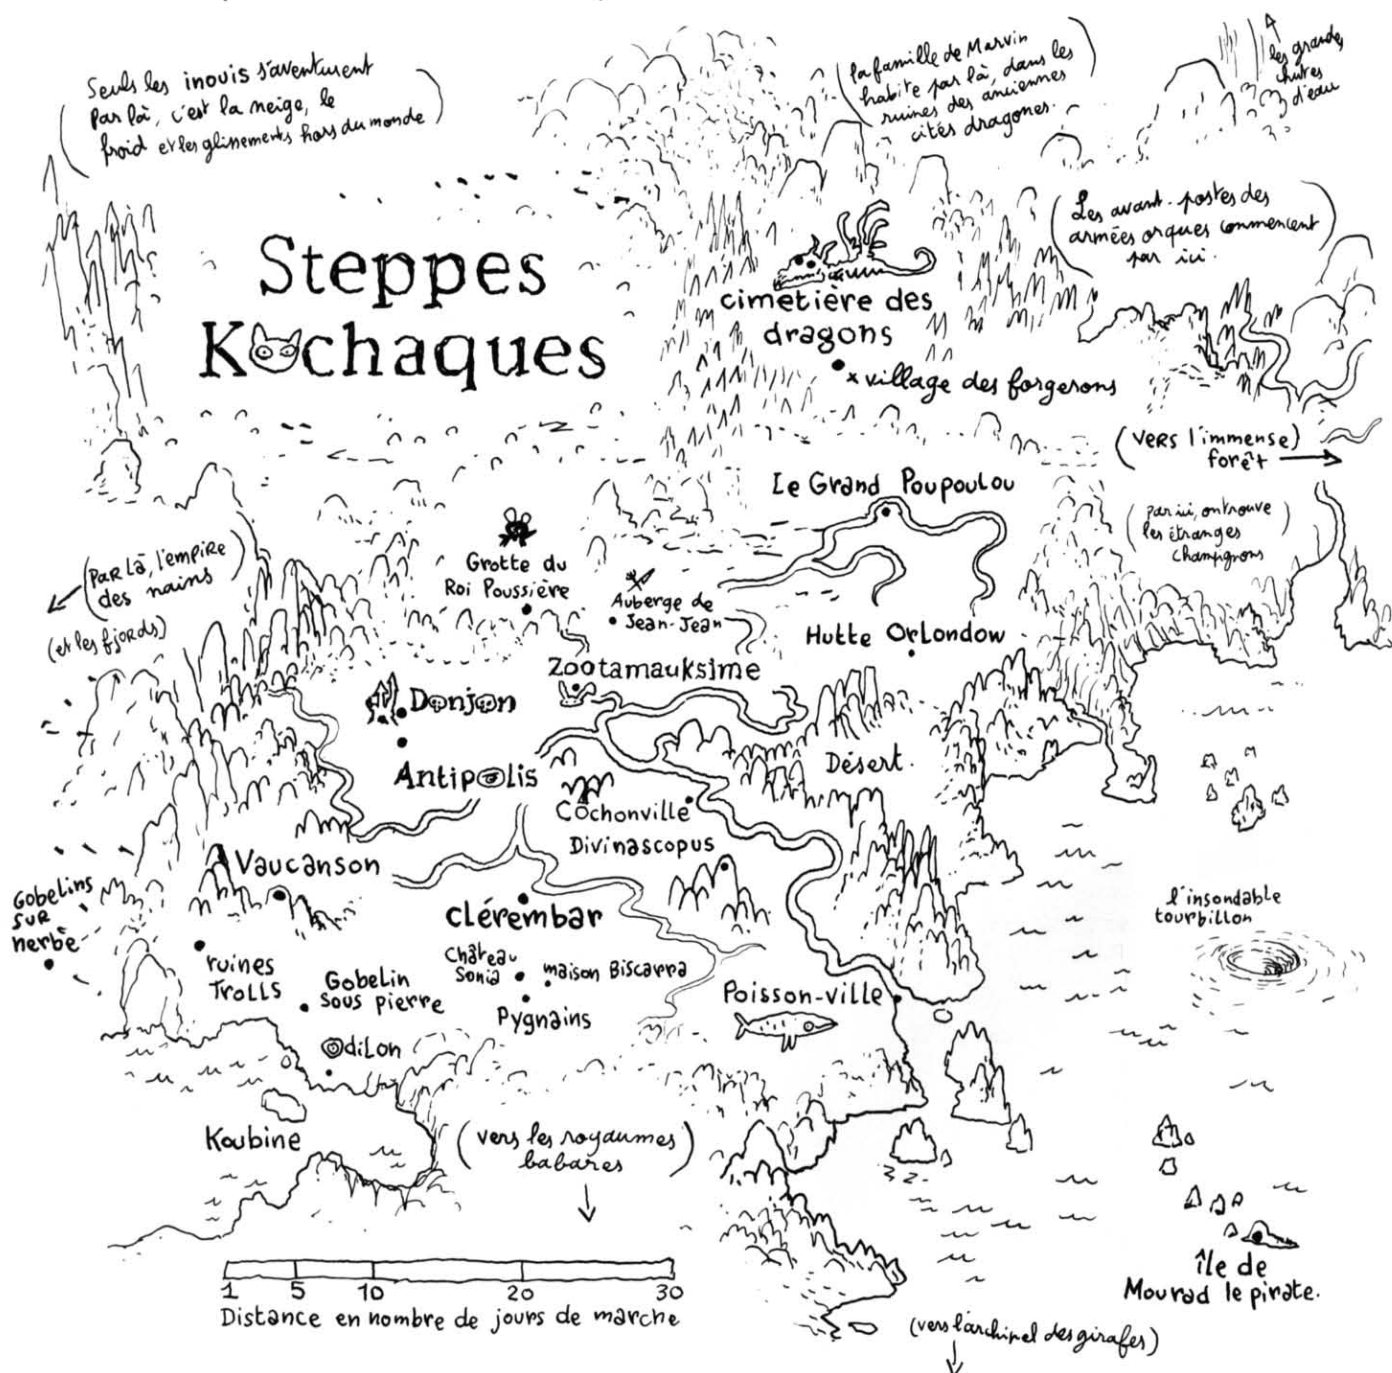 Seuls les inouis s'aventurent
par là, c'est la neige, le
froid et les glissements hors du monde
la famille de Marvin
habite par là, dans les
ruines des anciennes
cités dragones.
les grandes
chutes
d'eau
Les avant-postes des
armées orques commencent
par ici.
Steppes
Kochaques
cimetière des
dragons
x village des forgerons
(vers l'immense)
forêt
Le Grand Poupoulou
(par ici, on trouve
les étranges
champignons)
(par là, l'empire
des nains)
(et les fjords)
Grotte du
Roi Poussière
Auberge de
Jean-Jean
Hutte Orlondow
Zootamauksime
Donjon
Antipolis
Désert.
Cochonville
Divinascopus
Vaucanson
Gobelins
sur
herbe
clérembar
l'insondable
tourbillon
ruines
Trolls
Gobelin
sous pierre
Château
Sonia
maison Biscarra
Pygnains
Poisson-ville
Odilon
Koubine
(vers les royaumes
babares)
île de
Mourad le pirate.
1 5 10 20 30
Distance en nombre de jours de marche
(vers l'archipel des girafes)